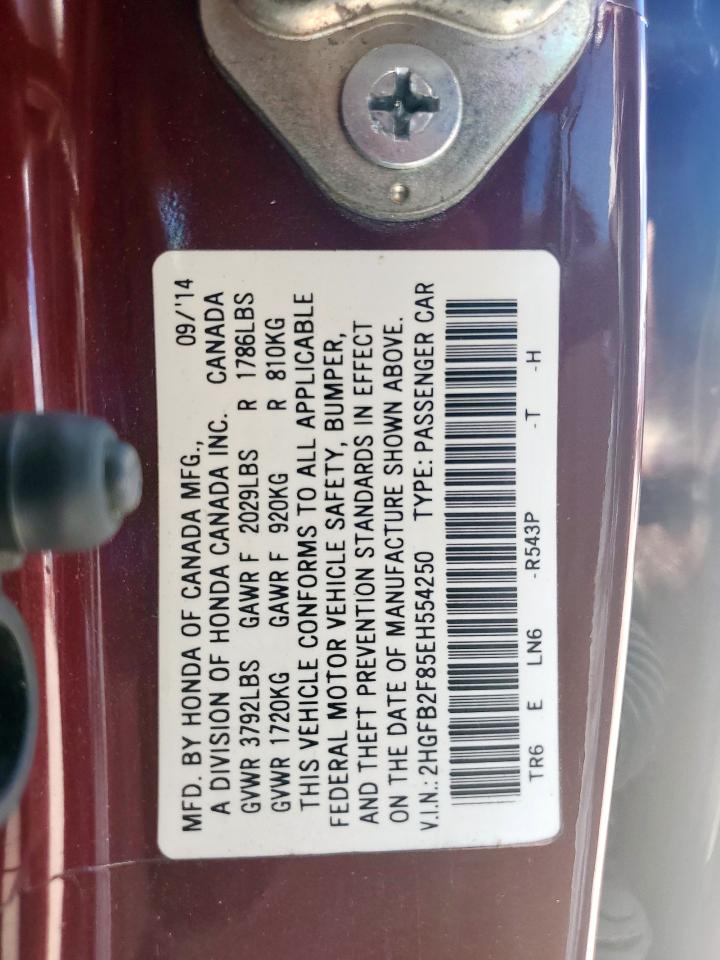 MFD. BY HONDA OF CANADA MFG., 09/'14
A DIVISION OF HONDA CANADA INC. CANADA
GVWR 3792LBS GAWR F 2029LBS R 1786LBS
GVWR 1720KG GAWR F 920KG R 810KG
THIS VEHICLE CONFORMS TO ALL APPLICABLE
FEDERAL MOTOR VEHICLE SAFETY, BUMPER,
AND THEFT PREVENTION STANDARDS IN EFFECT
ON THE DATE OF MANUFACTURE SHOWN ABOVE.
V.I.N.: 2HGFB2F85EH554250 TYPE: PASSENGER CAR
TR6 E LN6 -R543P -T -H